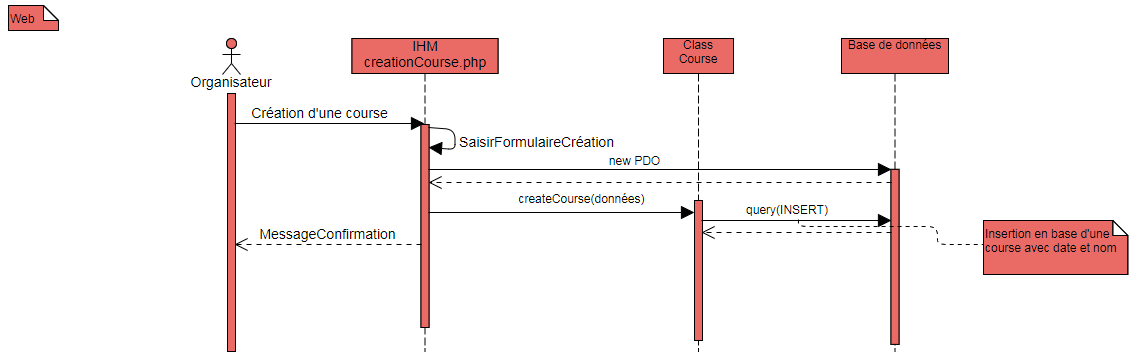 Web
IHM
creationCourse.php
Class
Course
Base de données
Organisateur
Création d'une course
SaisirFormulaireCréation
new PDO
createCourse(données)
query(INSERT)
MessageConfirmation
Insertion en base d'une
course avec date et nom